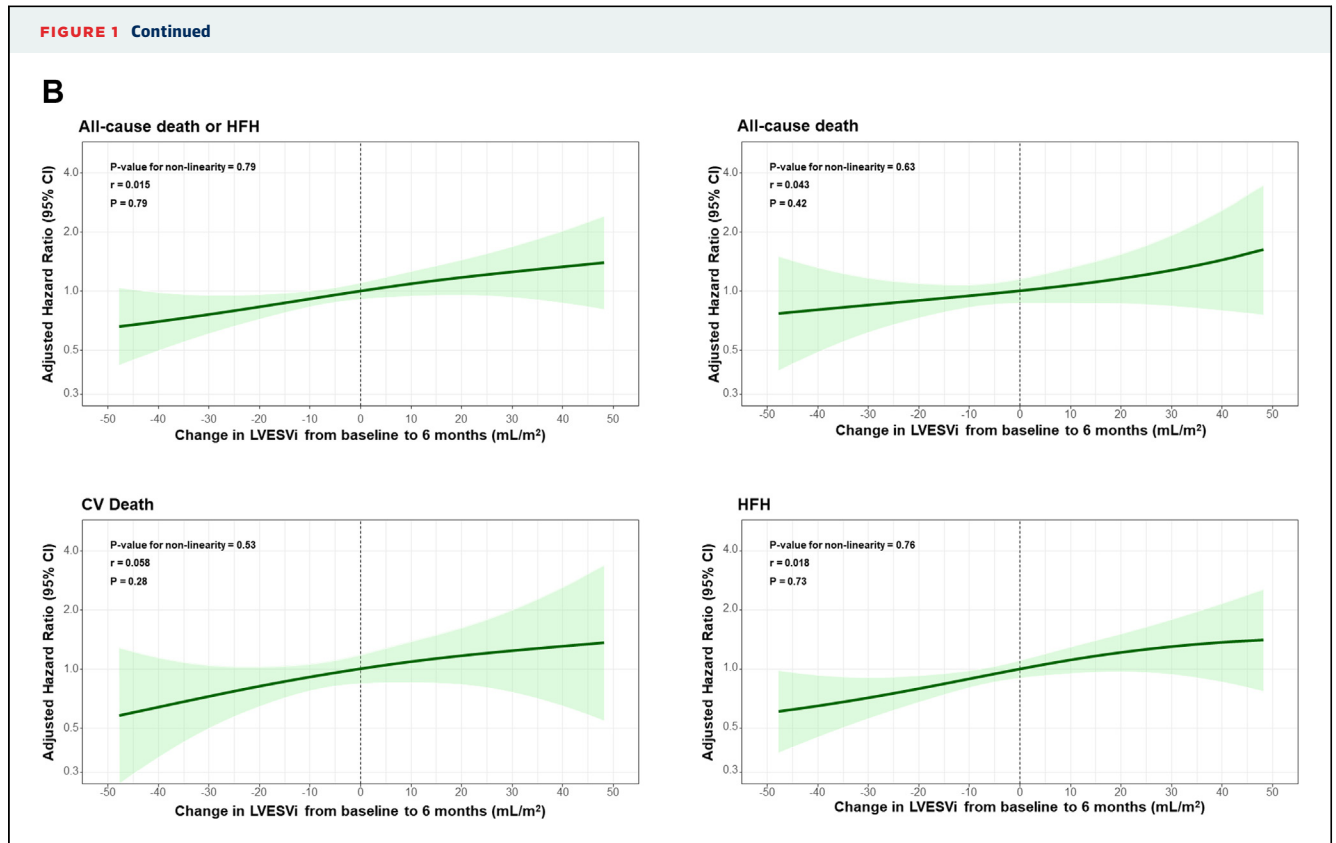 FIGURE 1 Continued
B
All-cause death or HFH
P-value for non-linearity = 0.79
r = 0.015
P = 0.79
Adjusted Hazard Ratio (95% CI)
4.0
2.0
1.0
0.5
0.3
-50 -40 -30 -20 -10 0 10 20 30 40 50
Change in LVESVi from baseline to 6 months (mL/m²)
All-cause death
P-value for non-linearity = 0.63
r = 0.043
P = 0.42
Adjusted Hazard Ratio (95% CI)
4.0
2.0
1.0
0.5
0.3
-50 -40 -30 -20 -10 0 10 20 30 40 50
Change in LVESVi from baseline to 6 months (mL/m²)
CV Death
P-value for non-linearity = 0.53
r = 0.058
P = 0.28
Adjusted Hazard Ratio (95% CI)
4.0
2.0
1.0
0.5
0.3
-50 -40 -30 -20 -10 0 10 20 30 40 50
Change in LVESVi from baseline to 6 months (mL/m²)
HFH
P-value for non-linearity = 0.76
r = 0.018
P = 0.73
Adjusted Hazard Ratio (95% CI)
4.0
2.0
1.0
0.5
0.3
-50 -40 -30 -20 -10 0 10 20 30 40 50
Change in LVESVi from baseline to 6 months (mL/m²)